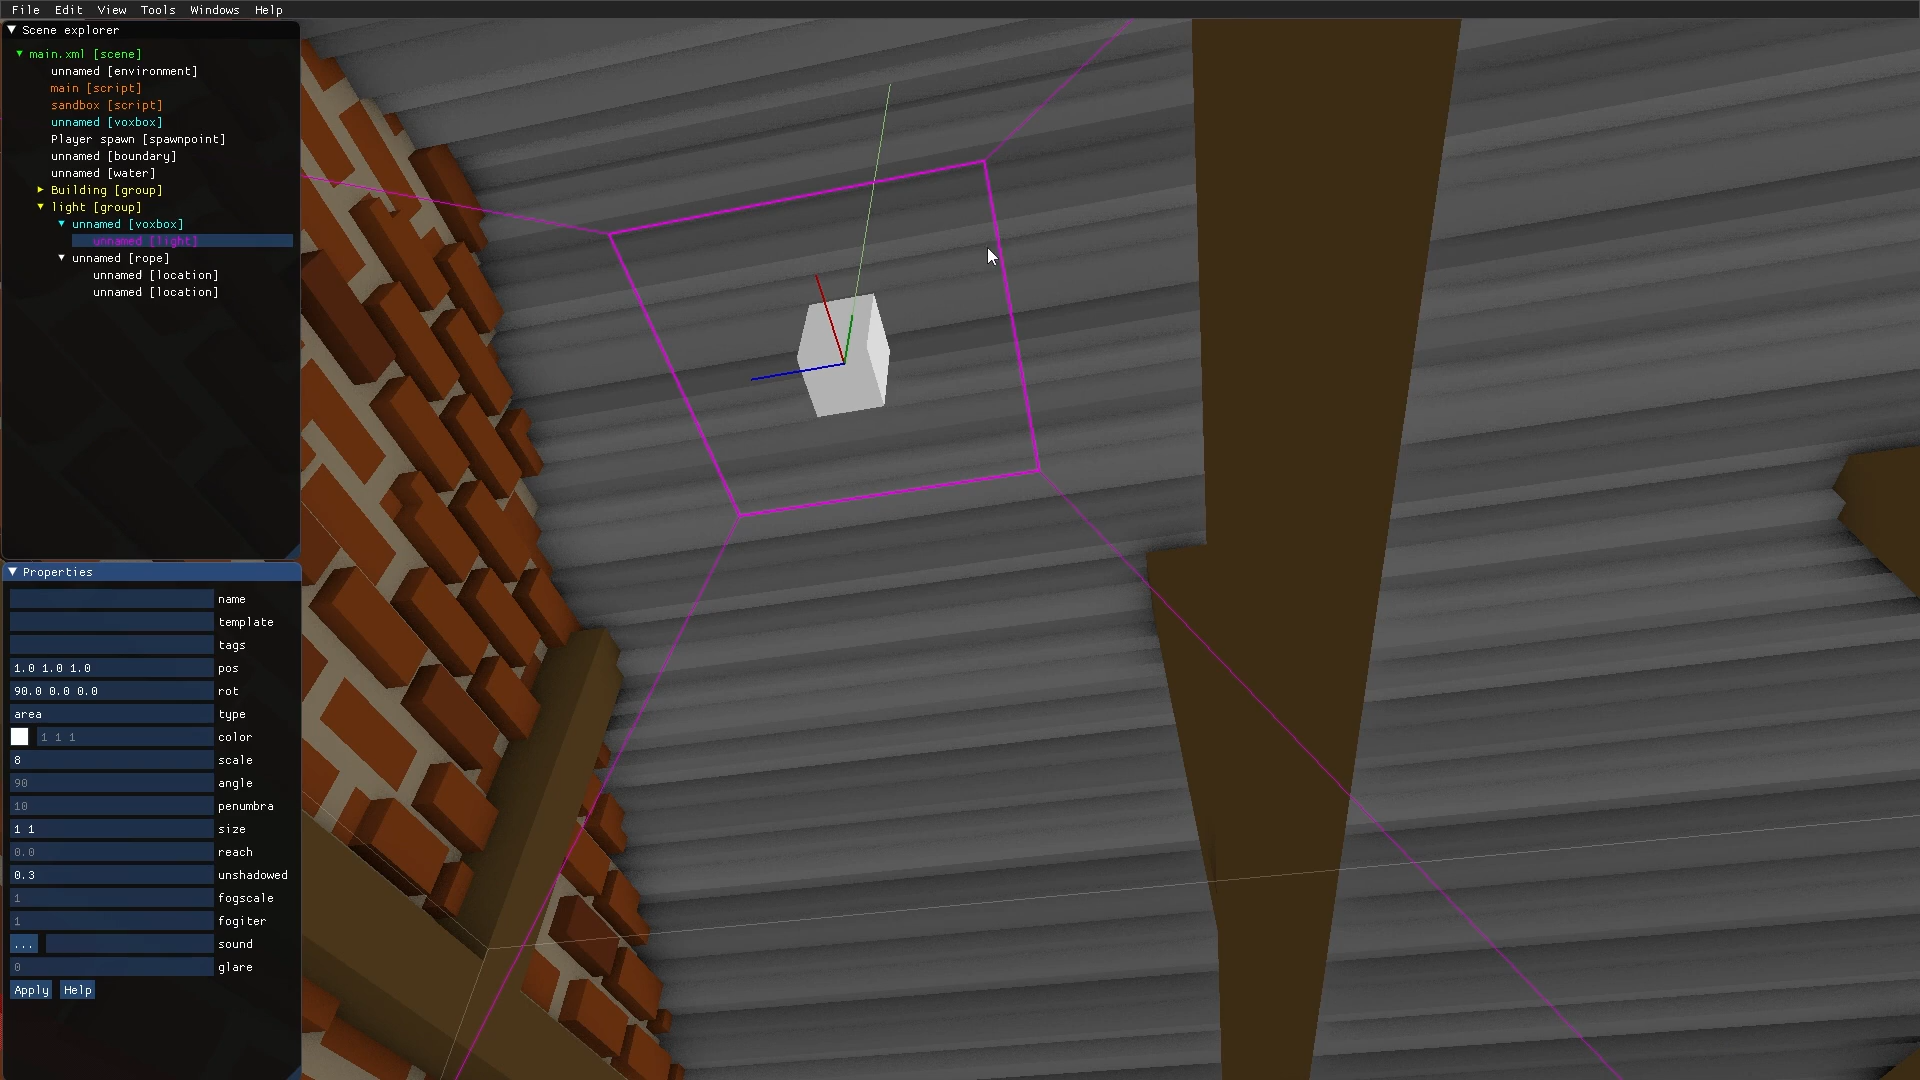 File Edit View Tools Windows Help
Scene explorer
main.xml [scene]
unnamed [environment]
main [script]
sandbox [script]
unnamed [voxbox]
Player spawn [spawnpoint]
unnamed [boundary]
unnamed [water]
Building [group]
light [group]
unnamed [voxbox]
unnamed [light]
unnamed [rope]
unnamed [location]
unnamed [location]
Properties
name
template
tags
1.0 1.0 1.0 pos
90.0 0.0 0.0 rot
area type
1 1 1 color
8 scale
90 angle
10 penumbra
1 1 size
0.0 reach
0.3 unshadowed
1 fogscale
1 fogiter
... sound
0 glare
Apply Help